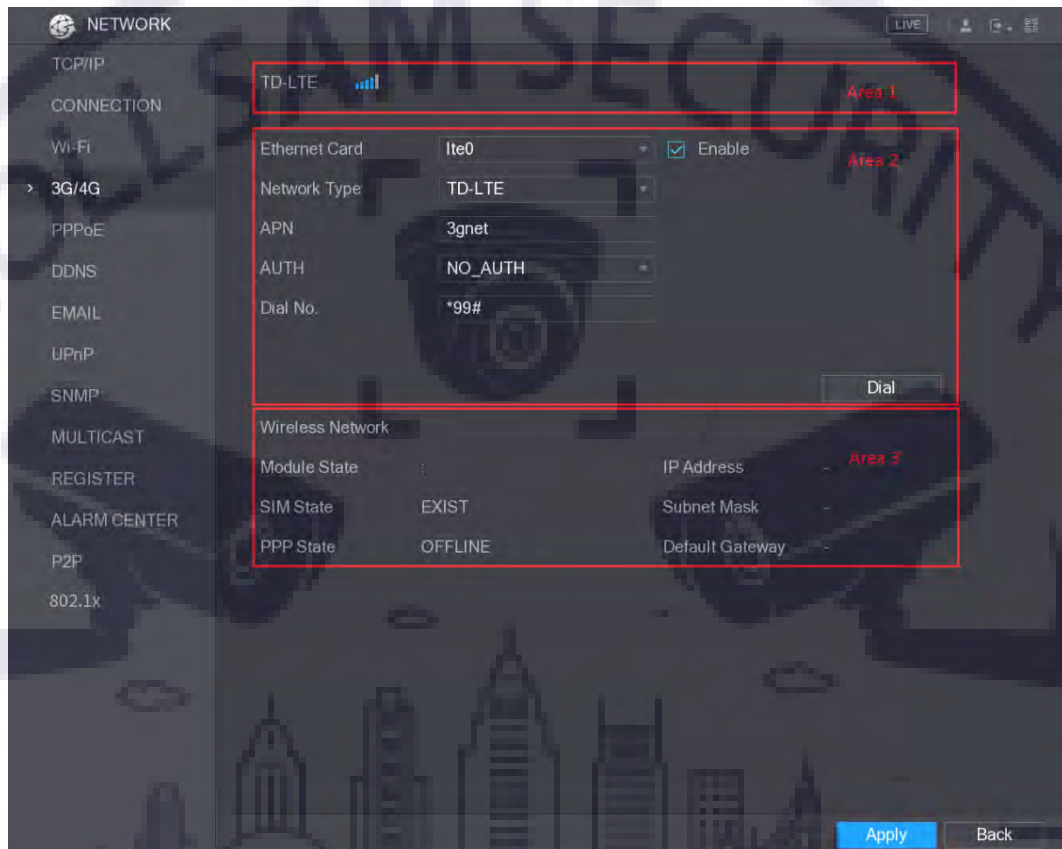 NETWORK
LIVE
TCP/IP
CONNECTION
Wi-Fi
3G/4G
PPPoE
DDNS
EMAIL
UPnP
SNMP
MULTICAST
REGISTER
ALARM CENTER
P2P
802.1x
TD-LTE
Area 1
Ethernet Card lte0 Enable
Area 2
Network Type TD-LTE
APN 3gnet
AUTH NO_AUTH
Dial No. *99#
Dial
Wireless Network
Area 3
Module State : IP Address -
SIM State EXIST Subnet Mask -
PPP State OFFLINE Default Gateway -
Apply Back
SAM SECURITY